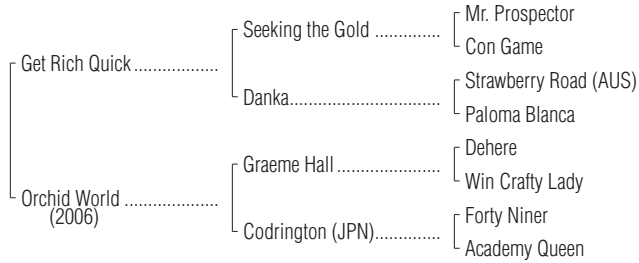 Mr. Prospector
Seeking the Gold ..............
Con Game
Get Rich Quick ..................
Strawberry Road (AUS)
Danka.................................
Paloma Blanca
Dehere
Graeme Hall ......................
Win Crafty Lady
Orchid World ....................
(2006)
Forty Niner
Codrington (JPN)..............
Academy Queen